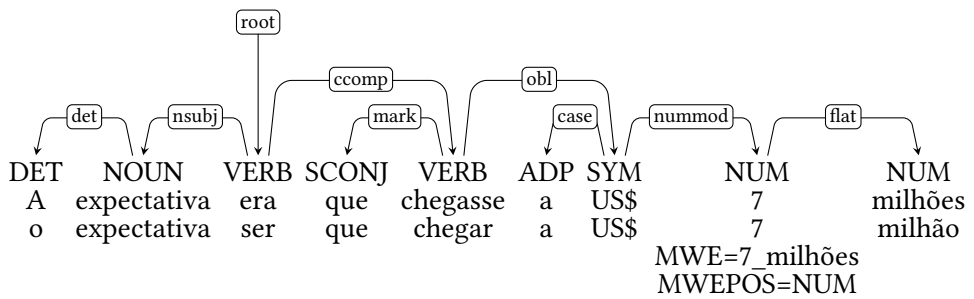 root
ccomp obl
det nsubj mark case nummod flat
DET NOUN VERB SCONJ VERB ADP SYM NUM NUM
A expectativa era que chegasse a US$ 7 milhões
o expectativa ser que chegar a US$ 7 milhão
MWE=7_milhões
MWEPOS=NUM